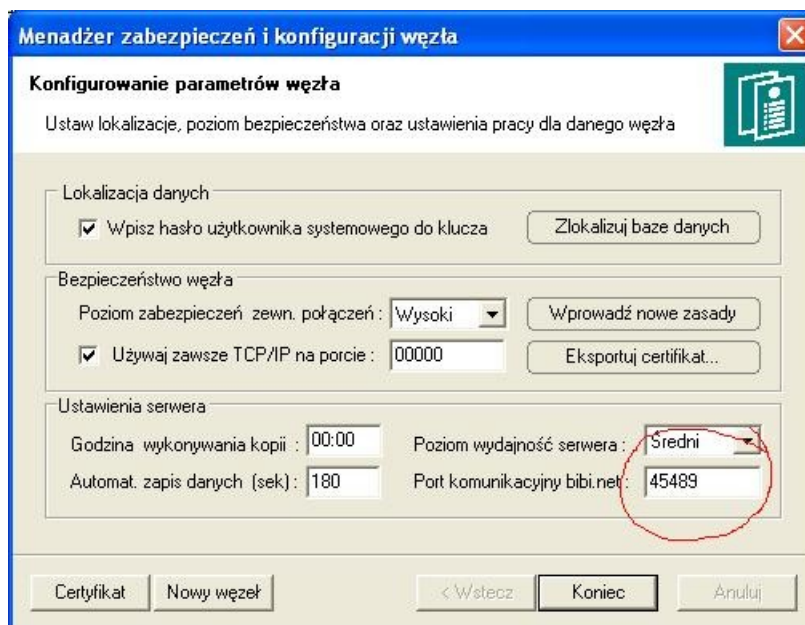 Menadżer zabezpieczeń i konfiguracji węzła
Konfigurowanie parametrów węzła
Ustaw lokalizacje, poziom bezpieczeństwa oraz ustawienia pracy dla danego węzła
Lokalizacja danych
Wpisz hasło użytkownika systemowego do klucza Zlokalizuj baze danych
Bezpieczeństwo węzła
Poziom zabezpieczeń zewn. połączeń : Wysoki Wprowadź nowe zasady
Używaj zawsze TCP/IP na porcie : 00000 Eksportuj certifikat...
Ustawienia serwera
Godzina wykonywania kopii : 00:00 Poziom wydajność serwera : Średni
Automat. zapis danych (sek) : 180 Port komunikacyjny bibi.net : 45489
Certyfikat Nowy węzeł < Wstecz Koniec Anuluj